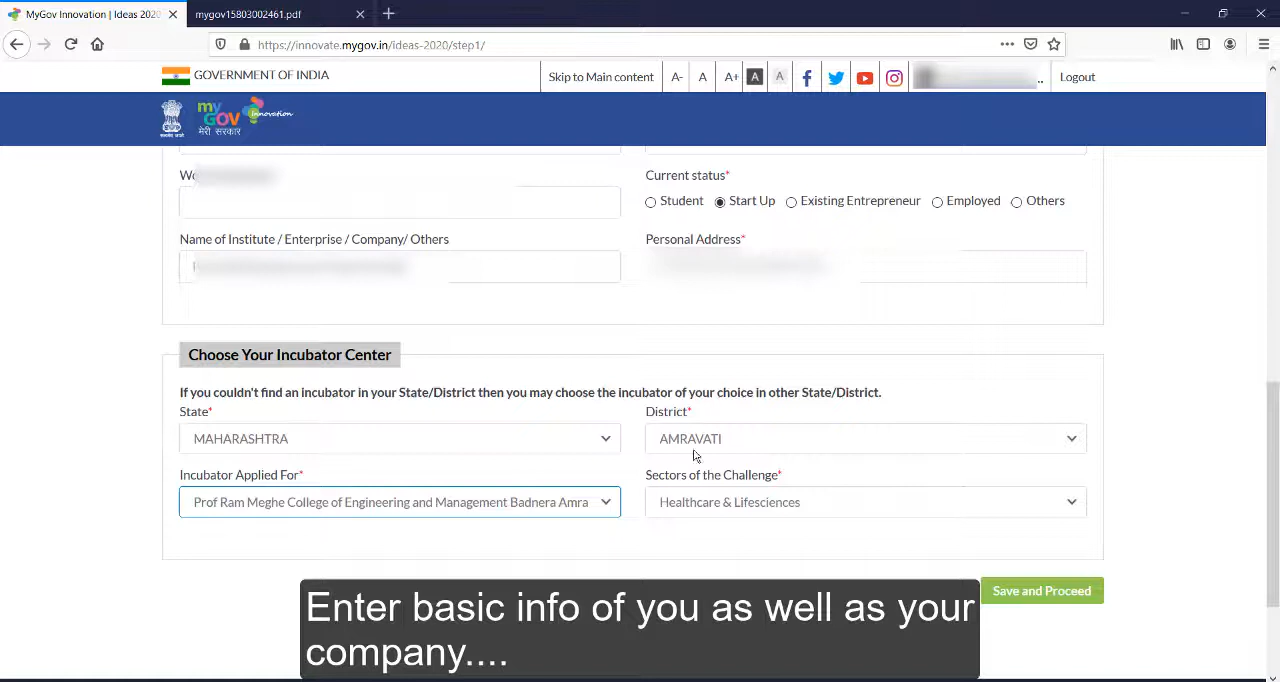 MyGov Innovation | Ideas 2020
mygov15803002461.pdf
https://innovate.mygov.in/ideas-2020/step1/
GOVERNMENT OF INDIA
Skip to Main content
A-
A
A+
A
A
..
Logout
my
GOV
Innovation
मेरी सरकार
Current status*
Student
Start Up
Existing Entrepreneur
Employed
Others
Name of Institute / Enterprise / Company/ Others
Personal Address*
Choose Your Incubator Center
If you couldn't find an incubator in your State/District then you may choose the incubator of your choice in other State/District.
State*
District*
MAHARASHTRA
AMRAVATI
Incubator Applied For*
Sectors of the Challenge*
Prof Ram Meghe College of Engineering and Management Badnera Amra
Healthcare & Lifesciences
Save and Proceed
Enter basic info of you as well as your
company....